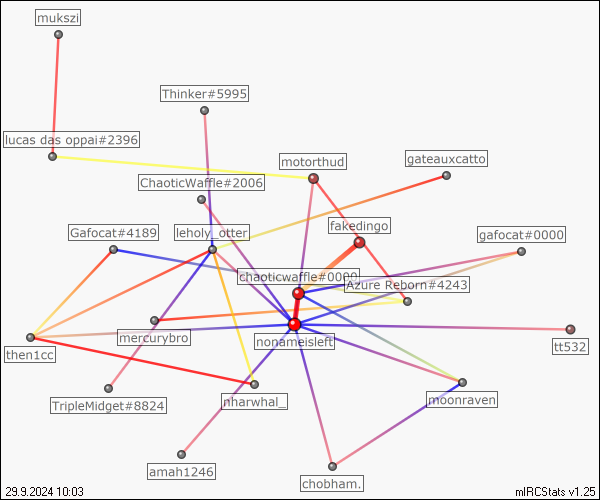 mukszi
Thinker#5995
lucas das oppai#2396
motorthud
gateauxcatto
ChaoticWaffle#2006
fakedingo
Gafocat#4189
leholy_otter
gafocat#0000
chaoticwaffle#0000
Azure Reborn#4243
mercurybro
nonameisleft
tt532
then1cc
TripleMidget#8824
nharwhal_
moonraven
amah1246
chobham.
29.9.2024 10:03
mIRCStats v1.25